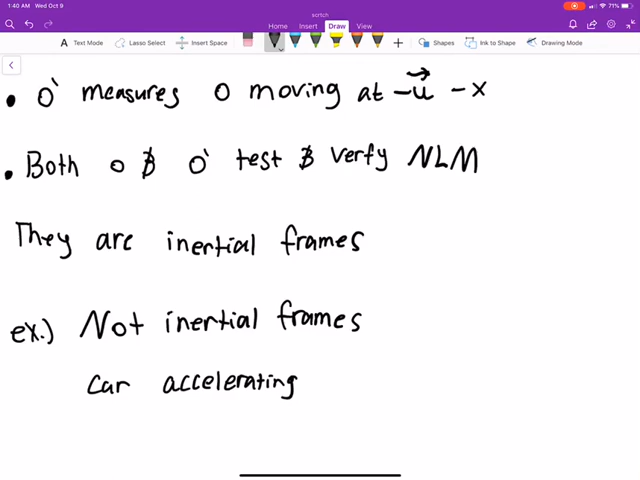 1:40 AM Wed Oct 9
71%
scrtch
Home Insert Draw View
Text Mode Lasso Select Insert Space Shapes Ink to Shape Drawing Mode
• O' measures O moving at -u -x
• Both O & O' test & verfy NLM
They are inertial frames
ex.) Not inertial frames
car accelerating